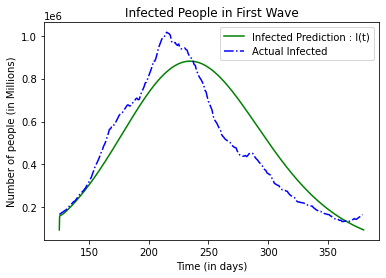 Infected People in First Wave
1e6
Infected Prediction : I(t)
Actual Infected
Number of people (in Millions)
1.0
0.8
0.6
0.4
0.2
150 200 250 300 350
Time (in days)